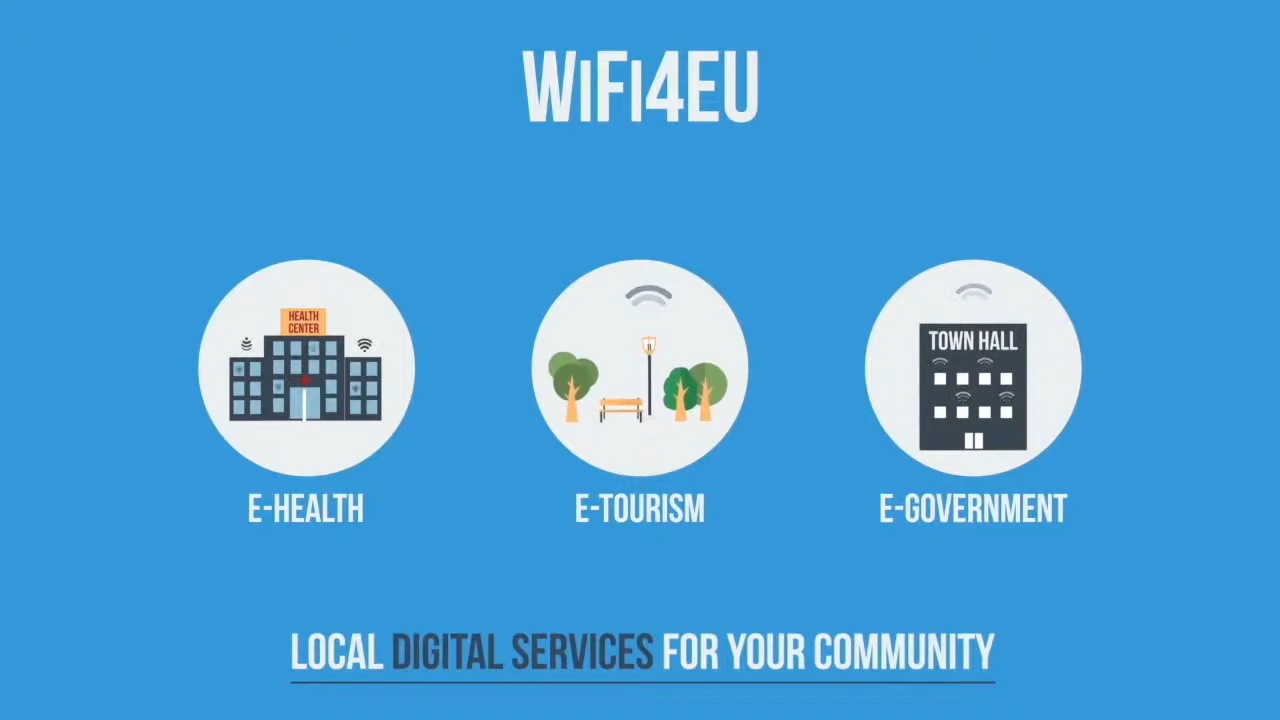 WiFi4EU
HEALTH
CENTER
TOWN HALL
E-HEALTH
E-TOURISM
E-GOVERNMENT
LOCAL DIGITAL SERVICES FOR YOUR COMMUNITY